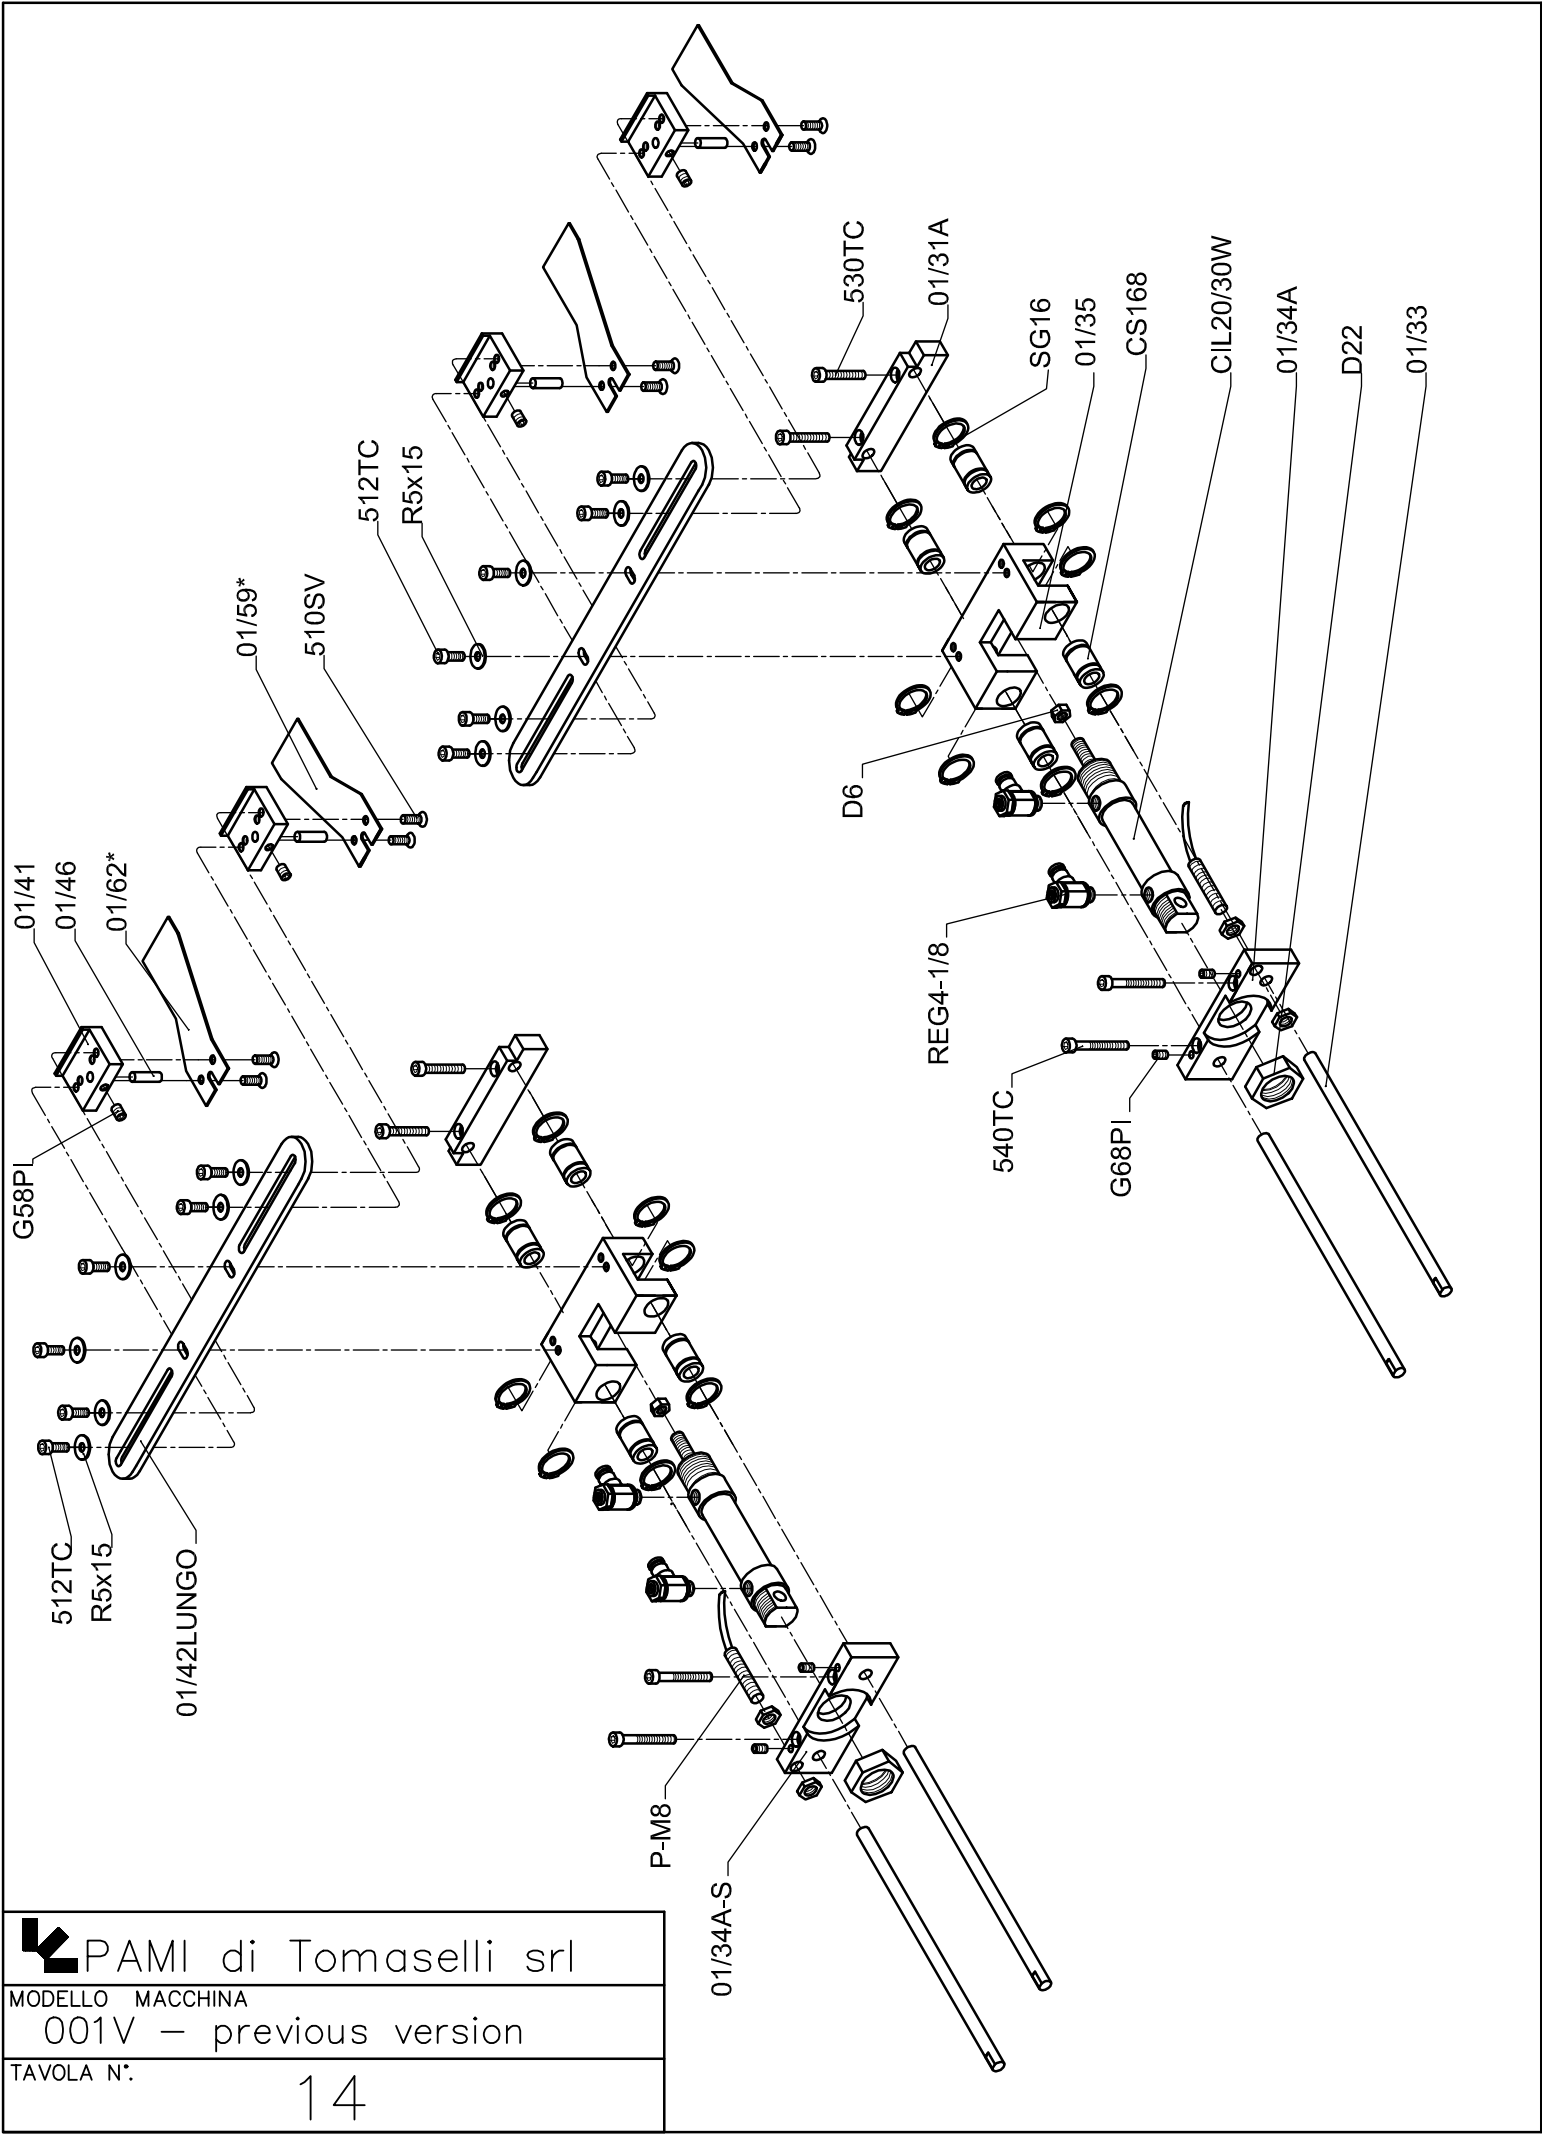 530TC
01/31A
SG16
01/35
CS168
CIL20/30W
01/34A
D22
01/33
512TC
R5x15
01/59*
510SV
D6
01/41
01/46
01/62*
REG4-1/8
G58PI
540TC
G68PI
512TC
R5x15
01/42LUNGO
P-M8
01/34A-S
PAMI di Tomaselli srl
MODELLO MACCHINA
001V – previous version
TAVOLA N°.
14